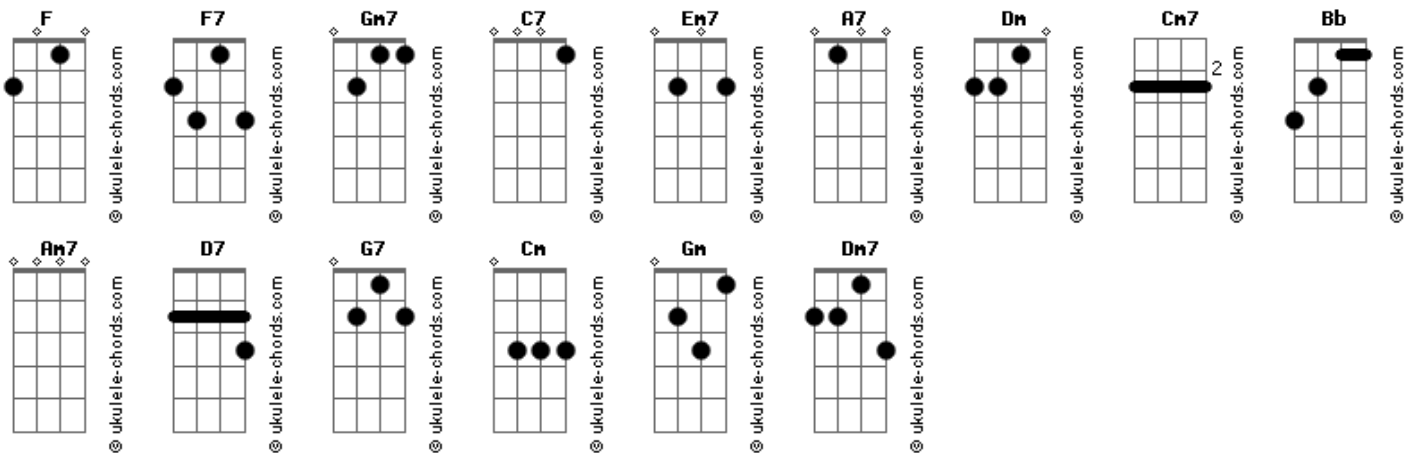 F F7 Gm7 C7 Em7 A7 Dm Cm7 Bb
2
© ukulele-chords.com © ukulele-chords.com © ukulele-chords.com © ukulele-chords.com © ukulele-chords.com © ukulele-chords.com © ukulele-chords.com © ukulele-chords.com © ukulele-chords.com
Am7 D7 G7 Cm Gm Dm7
© ukulele-chords.com © ukulele-chords.com © ukulele-chords.com © ukulele-chords.com © ukulele-chords.com © ukulele-chords.com